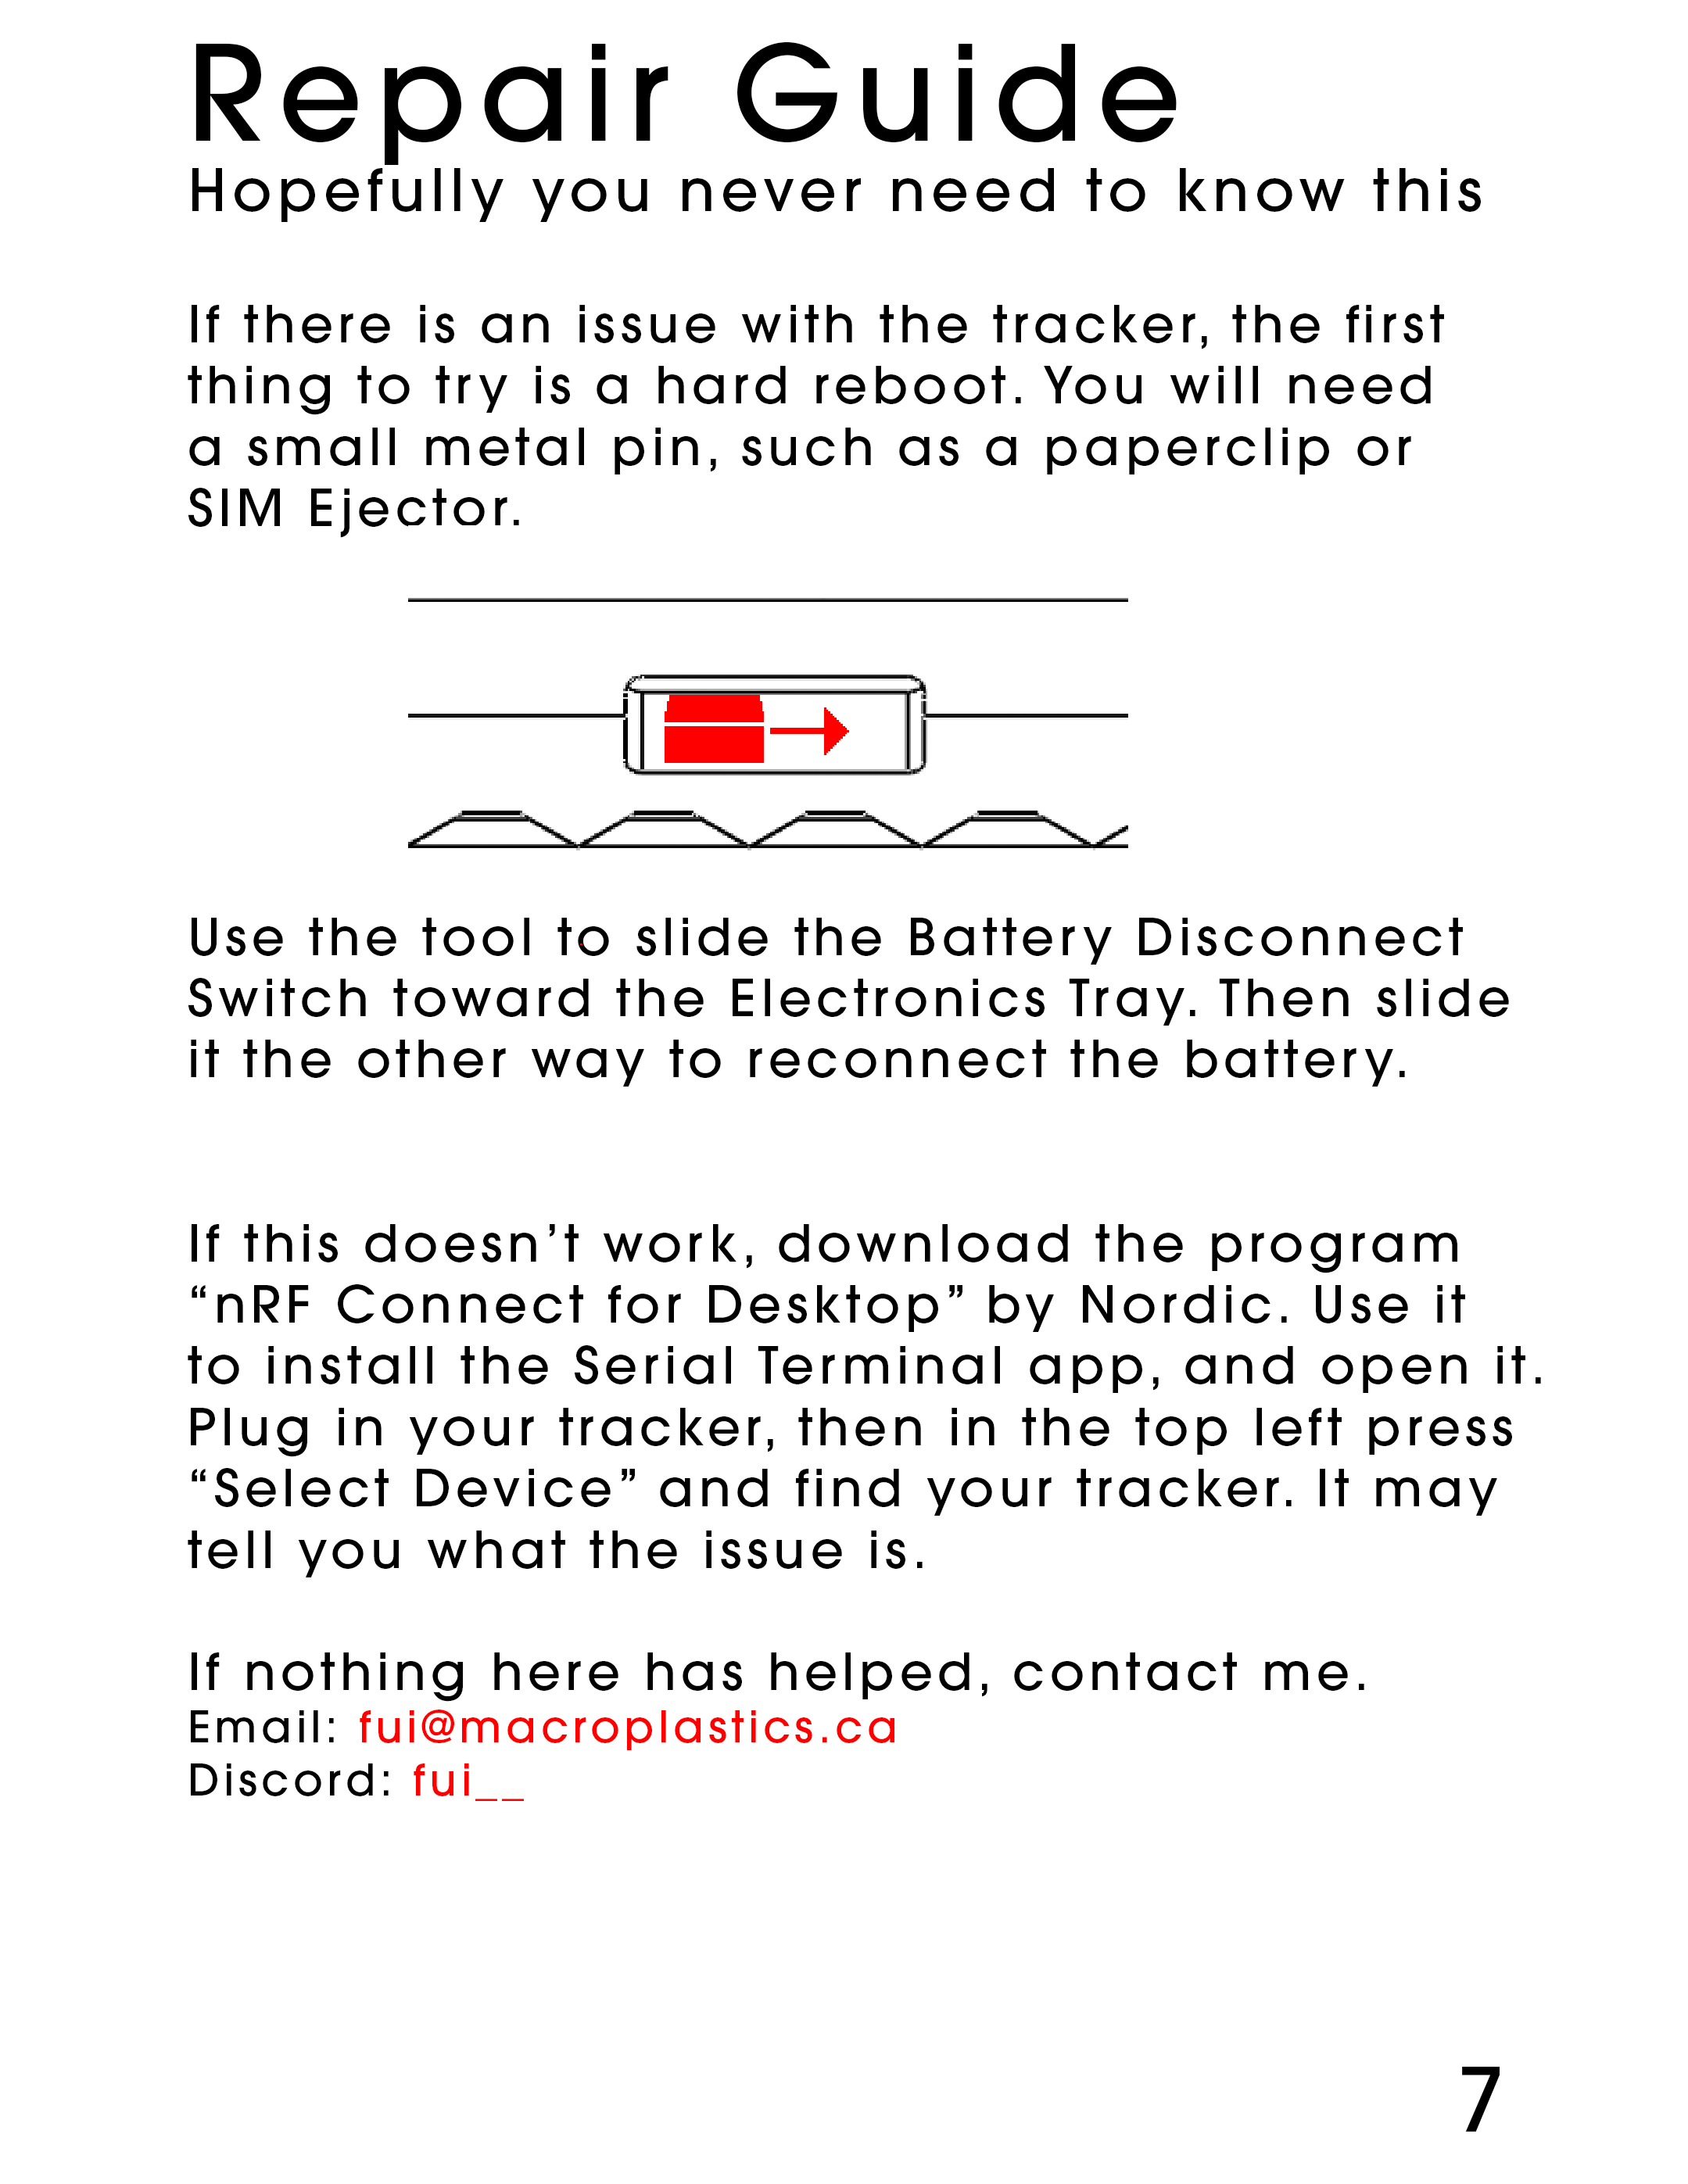 Repair Guide
Hopefully you never need to know this
If there is an issue with the tracker, the first
thing to try is a hard reboot. You will need
a small metal pin, such as a paperclip or
SIM Ejector.
Use the tool to slide the Battery Disconnect
Switch toward the Electronics Tray. Then slide
it the other way to reconnect the battery.
If this doesn’t work, download the program
“nRF Connect for Desktop” by Nordic. Use it
to install the Serial Terminal app, and open it.
Plug in your tracker, then in the top left press
“Select Device” and find your tracker. It may
tell you what the issue is.
If nothing here has helped, contact me.
Email: fui@macroplastics.ca
Discord: fui__
7